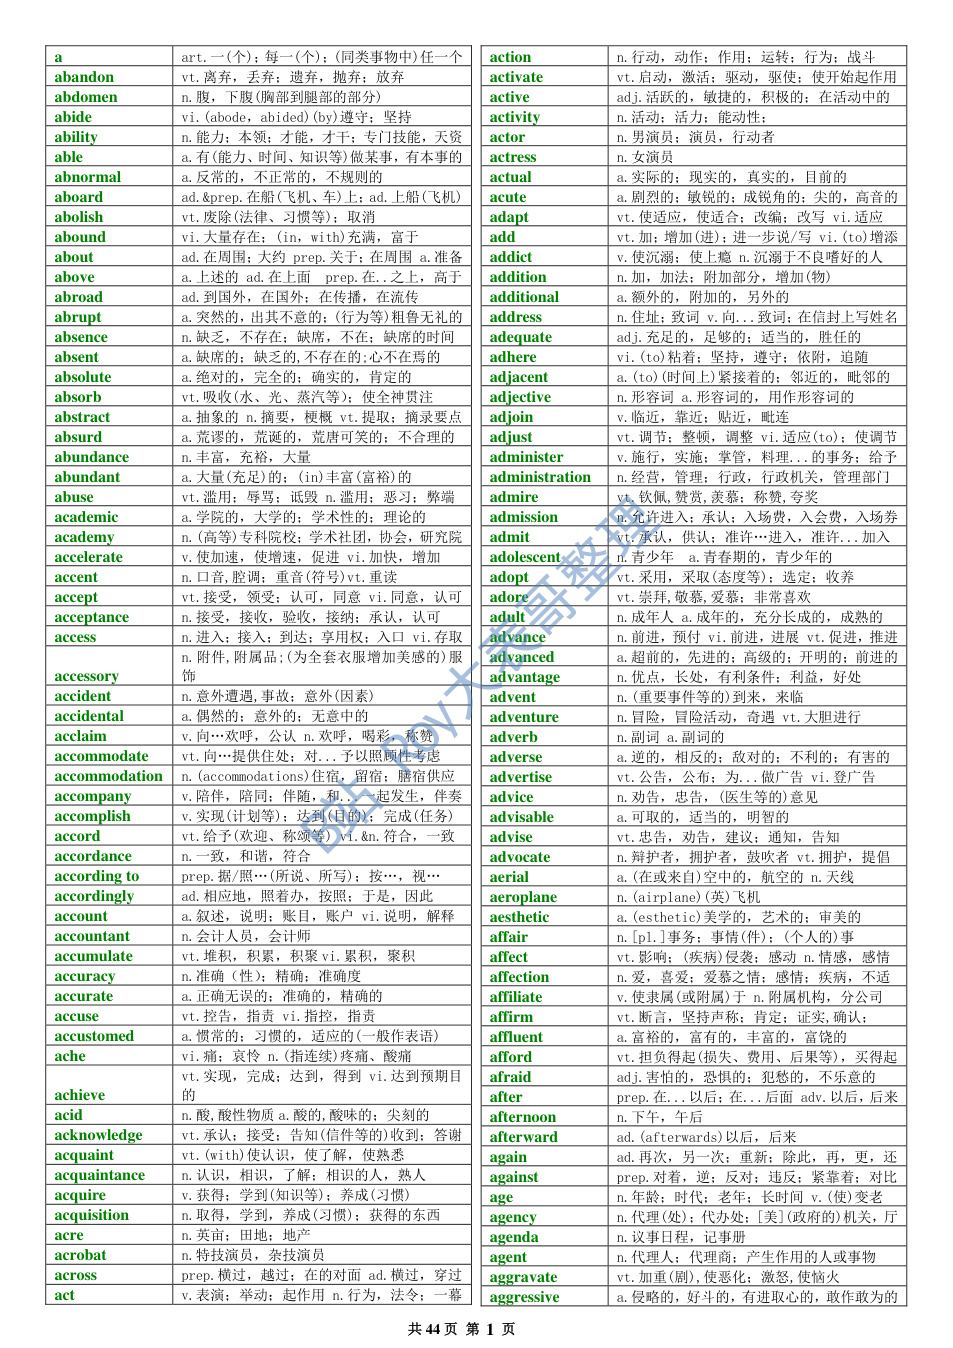 a art.一(个)；每一(个)；(同类事物中)任一个
abandon vt.离弃，丢弃；遗弃，抛弃；放弃
abdomen n.腹，下腹(胸部到腿部的部分)
abide vi.(abode，abided)(by)遵守；坚持
ability n.能力；本领；才能，才干；专门技能，天资
able a.有(能力、时间、知识等)做某事，有本事的
abnormal a.反常的，不正常的，不规则的
aboard ad.&prep.在船(飞机、车)上；ad.上船(飞机)
abolish vt.废除(法律、习惯等)；取消
abound vi.大量存在；(in，with)充满，富于
about ad.在周围；大约 prep.关于；在周围 a.准备
above a.上述的 ad.在上面 prep.在..之上，高于
abroad ad.到国外，在国外；在传播，在流传
abrupt a.突然的，出其不意的；(行为等)粗鲁无礼的
absence n.缺乏，不存在；缺席，不在；缺席的时间
absent a.缺席的；缺乏的,不存在的;心不在焉的
absolute a.绝对的，完全的；确实的，肯定的
absorb vt.吸收(水、光、蒸汽等)；使全神贯注
abstract a.抽象的 n.摘要，梗概 vt.提取；摘录要点
absurd a.荒谬的，荒诞的，荒唐可笑的；不合理的
abundance n.丰富，充裕，大量
abundant a.大量(充足)的；(in)丰富(富裕)的
abuse vt.滥用；辱骂；诋毁 n.滥用；恶习；弊端
academic a.学院的，大学的；学术性的；理论的
academy n.(高等)专科院校；学术社团，协会，研究院
accelerate v.使加速，使增速，促进 vi.加快，增加
accent n.口音,腔调；重音(符号)vt.重读
accept vt.接受，领受；认可，同意 vi.同意，认可
acceptance n.接受，接收，验收，接纳；承认，认可
access n.进入；接入；到达；享用权；入口 vi.存取
accessory n.附件,附属品;(为全套衣服增加美感的)服
饰
accident n.意外遭遇,事故；意外(因素)
accidental a.偶然的；意外的；无意中的
acclaim v.向…欢呼，公认 n.欢呼，喝彩，称赞
accommodate vt.向…提供住处；对...予以照顾性考虑
accommodation n.(accommodations)住宿，留宿；膳宿供应
accompany v.陪伴，陪同；伴随，和...一起发生，伴奏
accomplish v.实现(计划等)；达到(目的)；完成(任务)
accord vt.给予(欢迎、称颂等) vi.&n.符合，一致
accordance n.一致，和谐，符合
according to prep.据/照…(所说、所写)；按…，视…
accordingly ad.相应地，照着办，按照；于是，因此
account a.叙述，说明；账目，账户 vi.说明，解释
accountant n.会计人员，会计师
accumulate vt.堆积，积累，积聚 vi.累积，聚积
accuracy n.准确（性）；精确；准确度
accurate a.正确无误的；准确的，精确的
accuse vt.控告，指责 vi.指控，指责
accustomed a.惯常的；习惯的，适应的(一般作表语)
ache vi.痛；哀怜 n.(指连续)疼痛、酸痛
achieve vt.实现，完成；达到，得到 vi.达到预期目
的
acid n.酸,酸性物质 a.酸的,酸味的；尖刻的
acknowledge vt.承认；接受；告知(信件等的)收到；答谢
acquaint vt.(with)使认识，使了解，使熟悉
acquaintance n.认识，相识，了解；相识的人，熟人
acquire v.获得；学到(知识等)；养成(习惯)
acquisition n.取得，学到，养成(习惯)；获得的东西
acre n.英亩；田地；地产
acrobat n.特技演员，杂技演员
across prep.横过，越过；在的对面 ad.横过，穿过
act v.表演；举动；起作用 n.行为，法令；一幕
action n.行动，动作；作用；运转；行为；战斗
activate vt.启动，激活；驱动，驱使；使开始起作用
active adj.活跃的，敏捷的，积极的；在活动中的
activity n.活动；活力；能动性；
actor n.男演员；演员，行动者
actress n.女演员
actual a.实际的；现实的，真实的，目前的
acute a.剧烈的；敏锐的；成锐角的；尖的，高音的
adapt vt.使适应，使适合；改编；改写 vi.适应
add vt.加；增加(进)；进一步说/写 vi.(to)增添
addict v.使沉溺；使上瘾 n.沉溺于不良嗜好的人
addition n.加，加法；附加部分，增加(物)
additional a.额外的，附加的，另外的
address n.住址；致词 v.向...致词；在信封上写姓名
adequate adj.充足的，足够的；适当的，胜任的
adhere vi.(to)粘着；坚持，遵守；依附，追随
adjacent a.(to)(时间上)紧接着的；邻近的，毗邻的
adjective n.形容词 a.形容词的，用作形容词的
adjoin v.临近，靠近；贴近，毗连
adjust vt.调节；整顿，调整 vi.适应(to)；使调节
administer v.施行，实施；掌管，料理...的事务；给予
administration n.经营，管理；行政，行政机关，管理部门
admire vt.钦佩,赞赏,羡慕；称赞,夸奖
admission n.允许进入；承认；入场费，入会费，入场券
admit vt.承认，供认；准许…进入，准许...加入
adolescent n.青少年 a.青春期的，青少年的
adopt vt.采用，采取(态度等)；选定；收养
adore vt.崇拜,敬慕,爱慕；非常喜欢
adult n.成年人 a.成年的，充分长成的，成熟的
advance n.前进，预付 vi.前进，进展 vt.促进，推进
advanced a.超前的，先进的；高级的；开明的；前进的
advantage n.优点，长处，有利条件；利益，好处
advent n.(重要事件等的)到来，来临
adventure n.冒险，冒险活动，奇遇 vt.大胆进行
adverb n.副词 a.副词的
adverse a.逆的，相反的；敌对的；不利的；有害的
advertise vt.公告，公布；为...做广告 vi.登广告
advice n.劝告，忠告，(医生等的)意见
advisable a.可取的，适当的，明智的
advise vt.忠告，劝告，建议；通知，告知
advocate n.辩护者，拥护者，鼓吹者 vt.拥护，提倡
aerial a.(在或来自)空中的，航空的 n.天线
aeroplane n.(airplane)(英)飞机
aesthetic a.(esthetic)美学的，艺术的；审美的
affair n.[pl.]事务；事情(件)；(个人的)事
affect vt.影响；(疾病)侵袭；感动 n.情感，感情
affection n.爱，喜爱；爱慕之情；感情；疾病，不适
affiliate v.使隶属(或附属)于 n.附属机构，分公司
affirm vt.断言，坚持声称；肯定；证实,确认；
affluent a.富裕的，富有的，丰富的，富饶的
afford vt.担负得起(损失、费用、后果等)，买得起
afraid adj.害怕的，恐惧的；犯愁的，不乐意的
after prep.在...以后；在...后面 adv.以后，后来
afternoon n.下午，午后
afterward ad.(afterwards)以后，后来
again ad.再次，另一次；重新；除此，再，更，还
against prep.对着，逆；反对；违反；紧靠着；对比
age n.年龄；时代；老年；长时间 v.(使)变老
agency n.代理(处)；代办处；[美](政府的)机关，厅
agenda n.议事日程，记事册
agent n.代理人；代理商；产生作用的人或事物
aggravate vt.加重(剧),使恶化；激怒,使恼火
aggressive a.侵略的，好斗的，有进取心的，敢作敢为的
B站 Roy大表哥整理
共 44 页 第 1 页